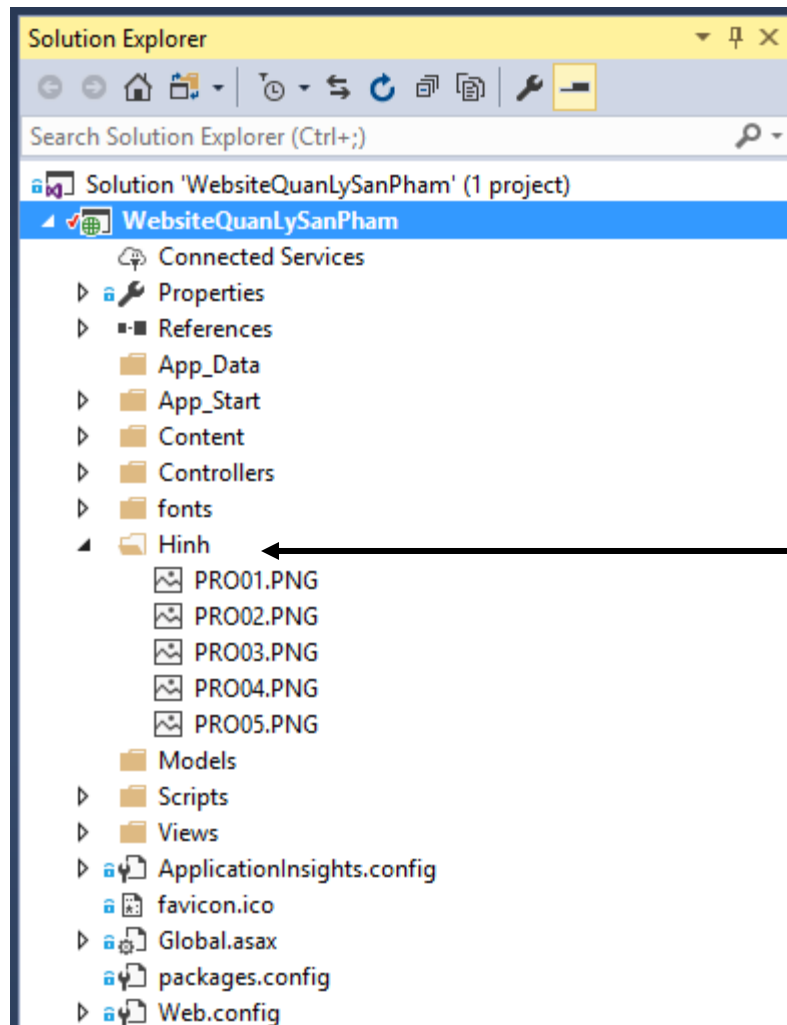 Solution Explorer
Search Solution Explorer (Ctrl+;)
Solution 'WebsiteQuanLySanPham' (1 project)
WebsiteQuanLySanPham
Connected Services
Properties
References
App_Data
App_Start
Content
Controllers
fonts
Hinh
PRO01.PNG
PRO02.PNG
PRO03.PNG
PRO04.PNG
PRO05.PNG
Models
Scripts
Views
ApplicationInsights.config
favicon.ico
Global.asax
packages.config
Web.config